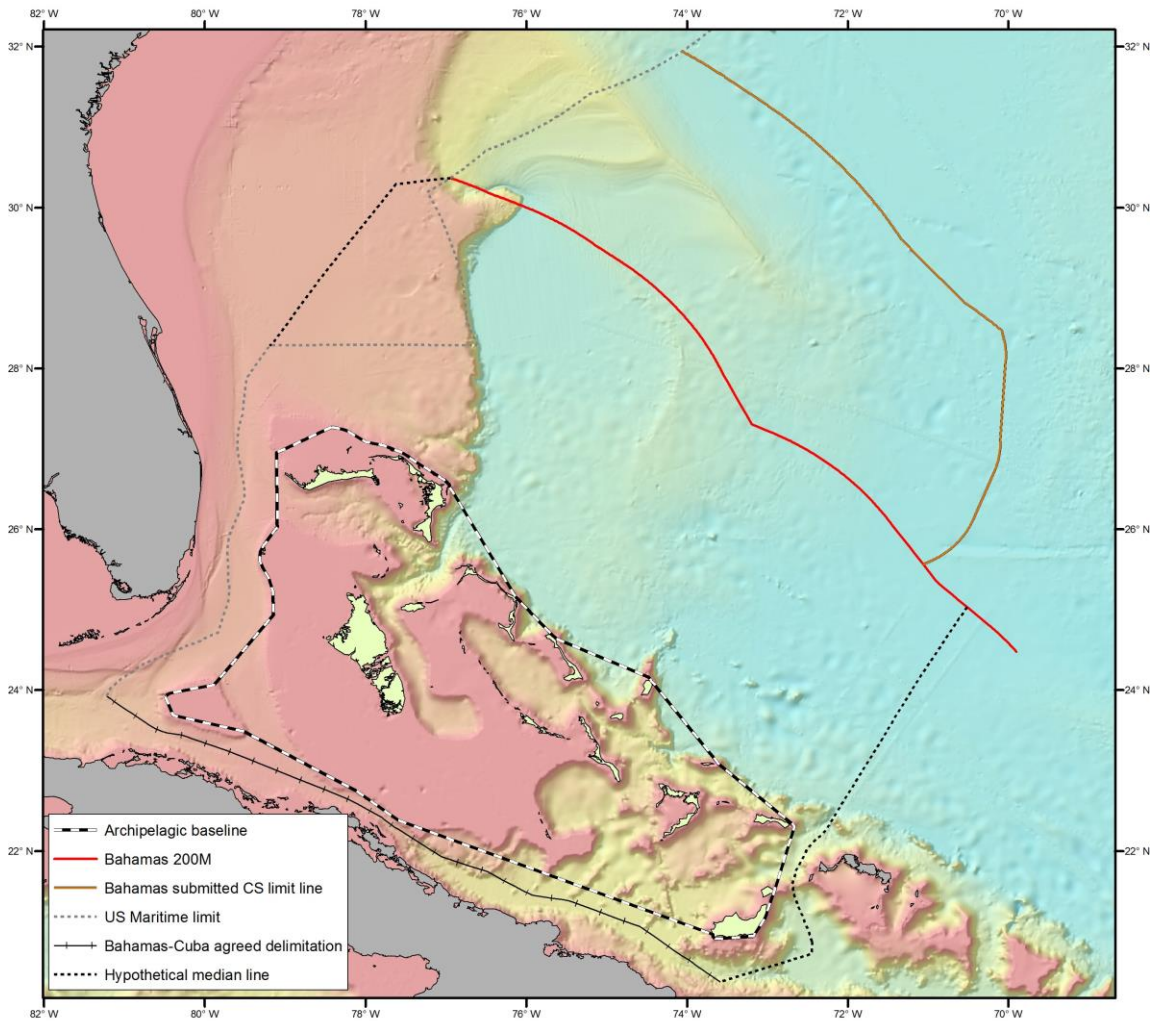 82° W 80° W 78° W 76° W 74° W 72° W 70° W
32° N 32° N
30° N 30° N
28° N 28° N
26° N 26° N
24° N 24° N
22° N 22° N
Archipelagic baseline
Bahamas 200M
Bahamas submitted CS limit line
US Maritime limit
Bahamas-Cuba agreed delimitation
Hypothetical median line
82° W 80° W 78° W 76° W 74° W 72° W 70° W